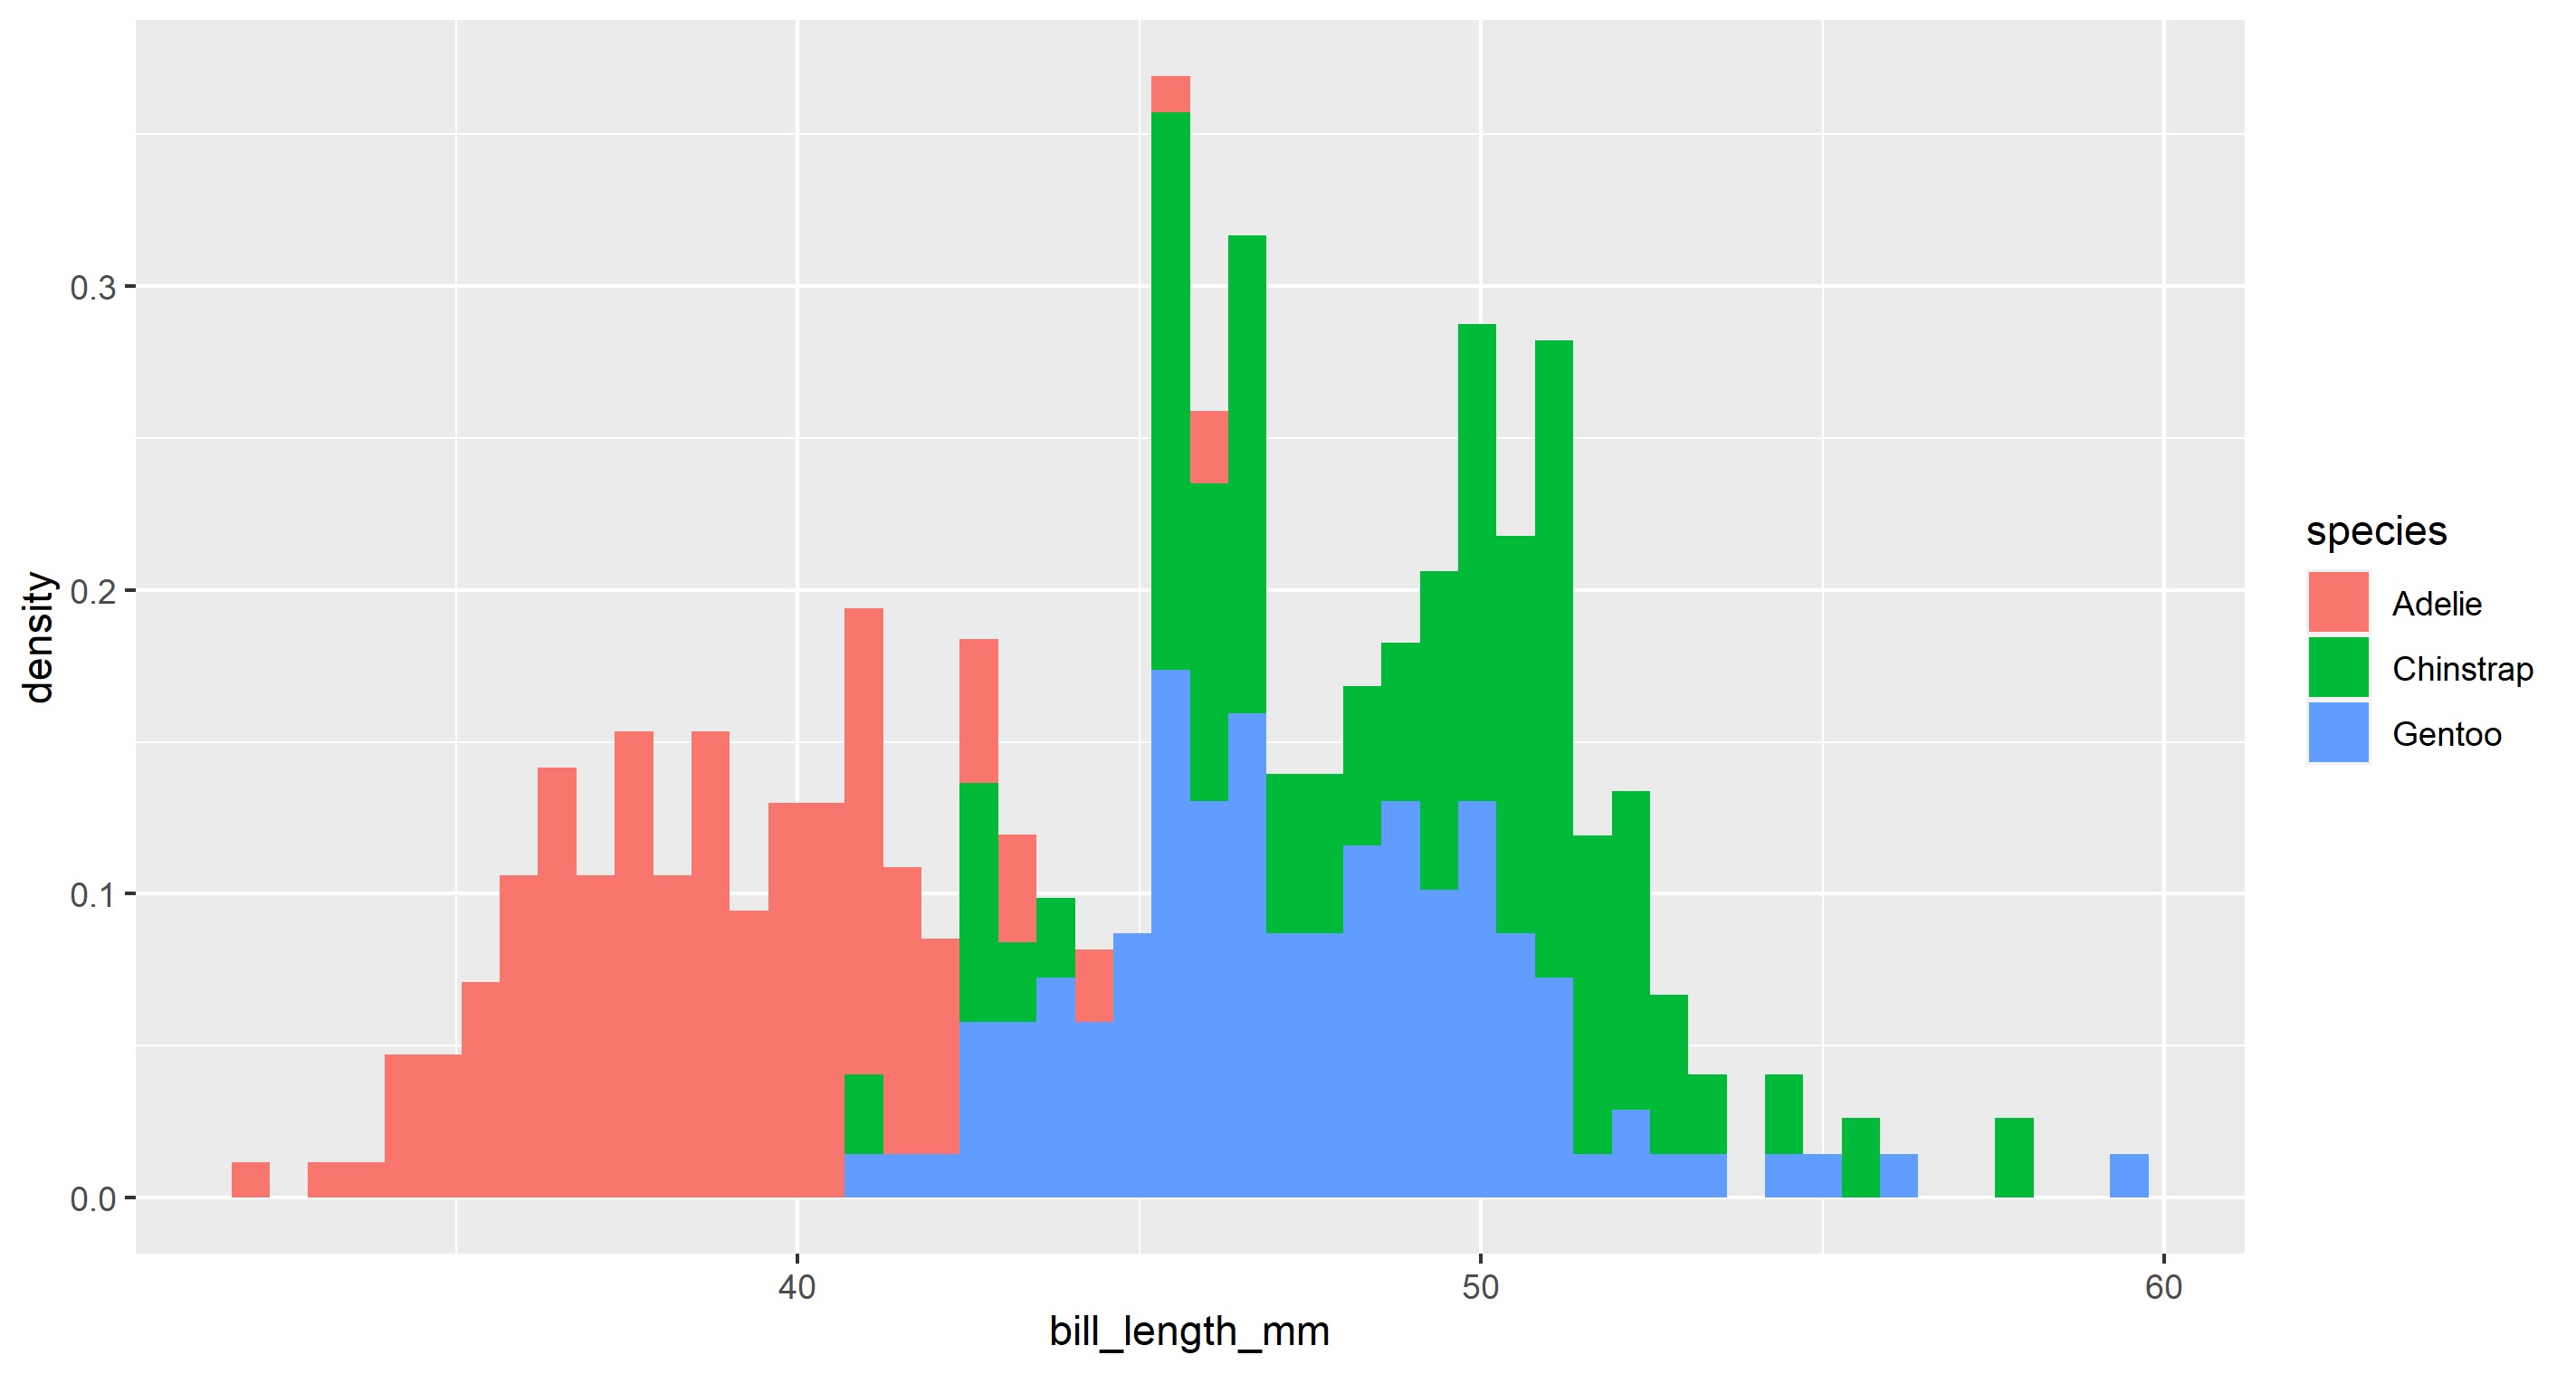 0.3
0.2
0.1
0.0
density
40
50
60
bill_length_mm
species
Adelie
Chinstrap
Gentoo